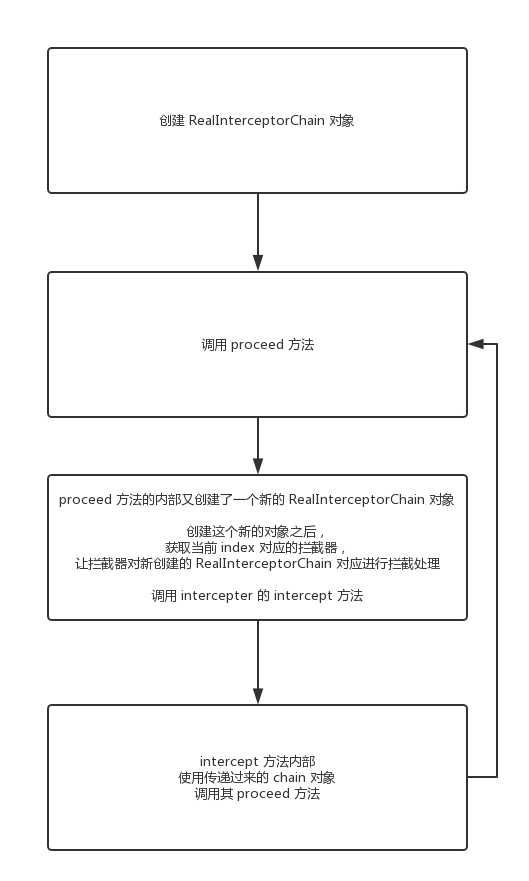 创建 RealInterceptorChain 对象
调用 proceed 方法
proceed 方法的内部又创建了一个新的 RealInterceptorChain 对象
创建这个新的对象之后，
获取当前 index 对应的拦截器，
让拦截器对新创建的 RealInterceptorChain 对应进行拦截处理
调用 intercepter 的 intercept 方法
intercept 方法内部
使用传递过来的 chain 对象
调用其 proceed 方法